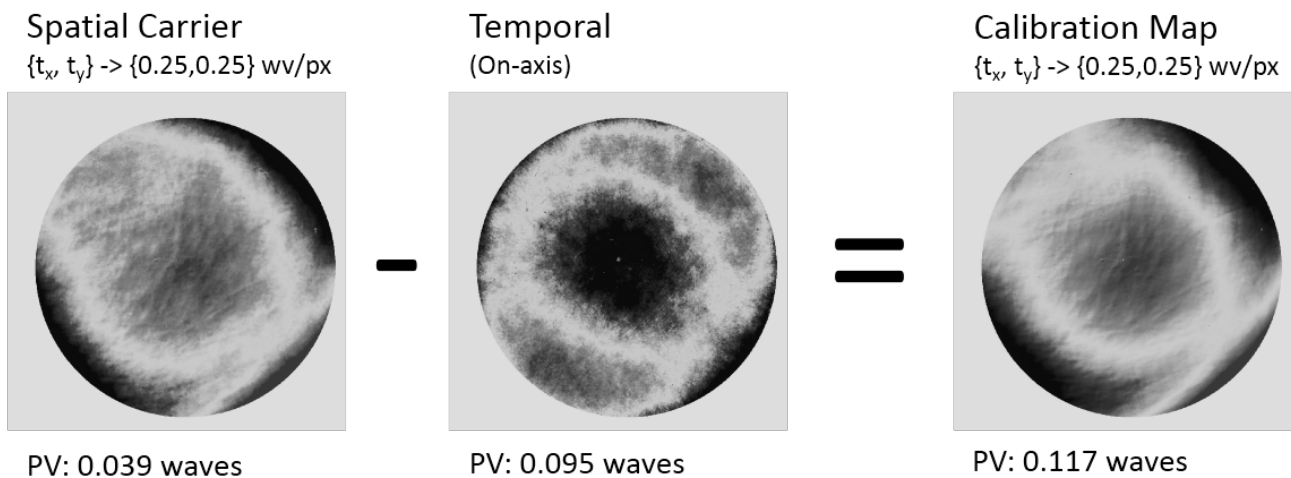 Spatial Carrier
{tx, ty} -> {0.25,0.25} wv/px
Temporal
(On-axis)
Calibration Map
{tx, ty} -> {0.25,0.25} wv/px
PV: 0.039 waves
PV: 0.095 waves
PV: 0.117 waves